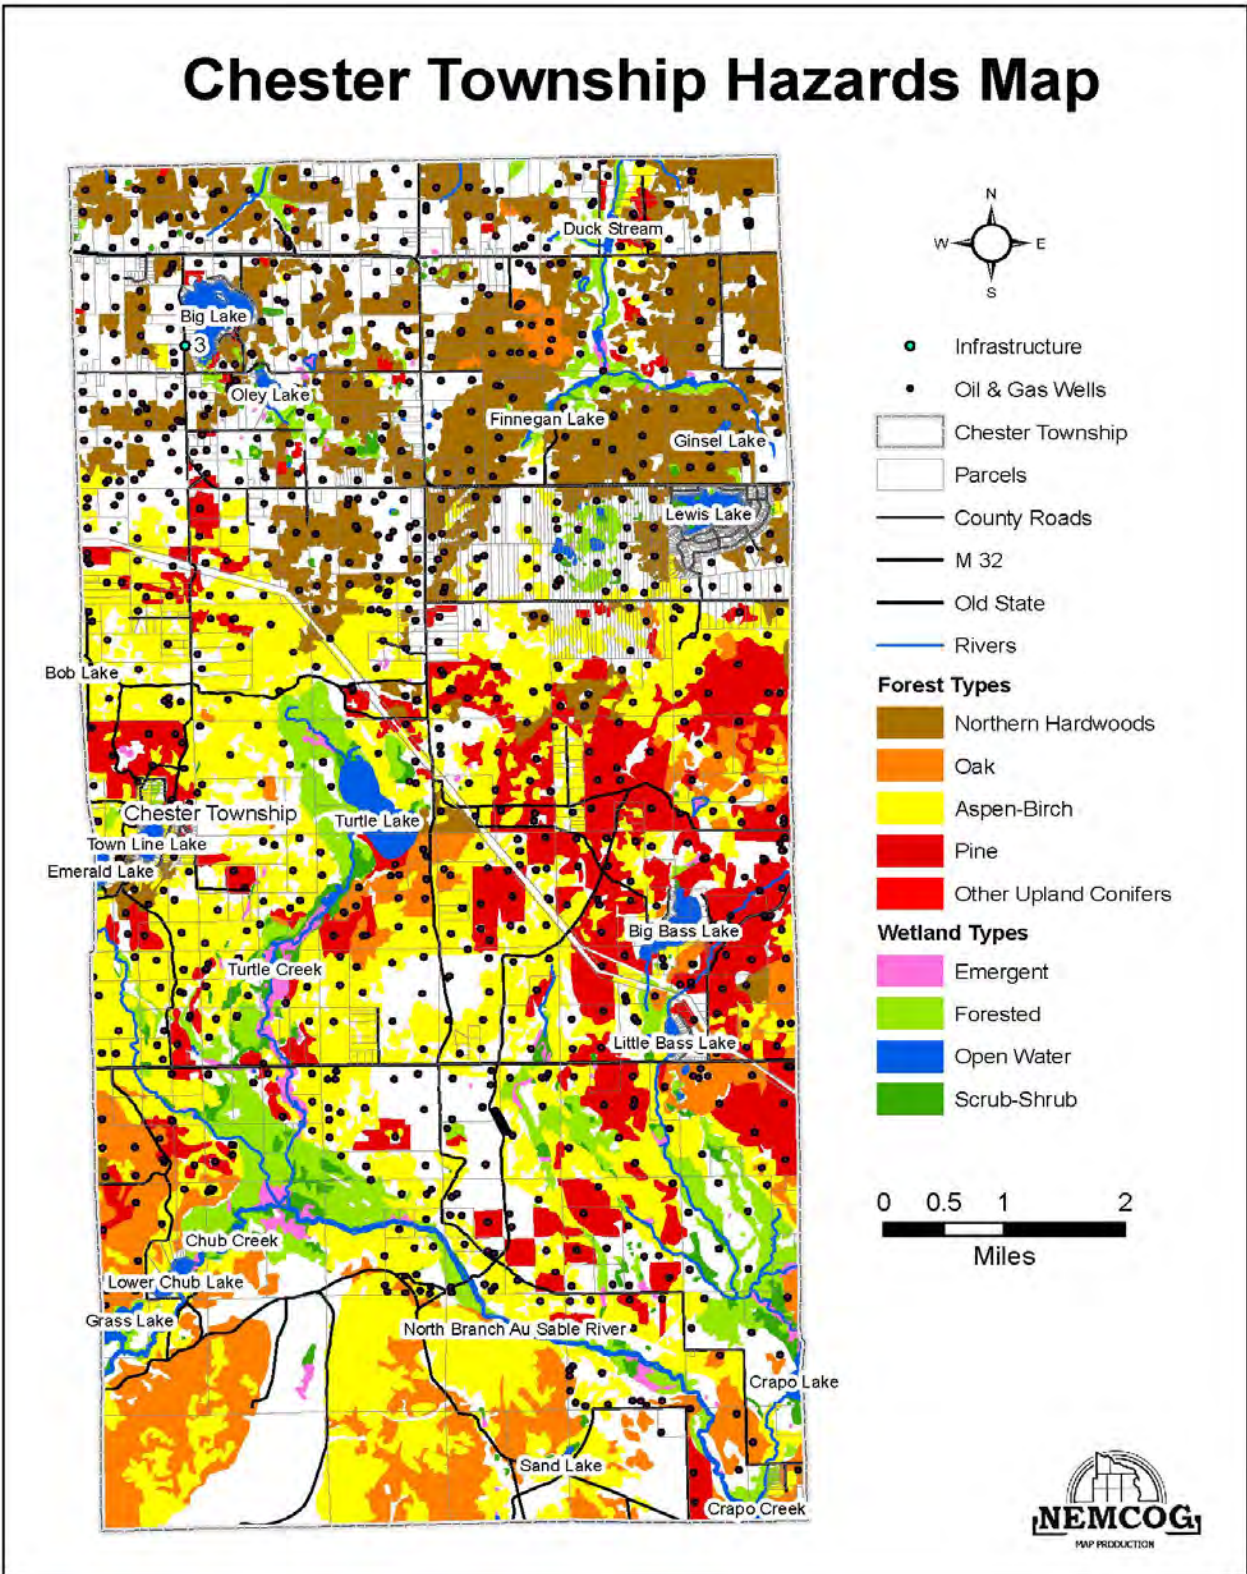 Chester Township Hazards Map
N
W E
S
Duck Stream
Big Lake
3
Oley Lake
Finnegan Lake
Ginsel Lake
Lewis Lake
Bob Lake
Chester Township
Turtle Lake
Town Line Lake
Emerald Lake
Big Bass Lake
Turtle Creek
Little Bass Lake
Chub Creek
Lower Chub Lake
Grass Lake
North Branch Au Sable River
Crapo Lake
Sand Lake
Crapo Creek
Infrastructure
Oil & Gas Wells
Chester Township
Parcels
County Roads
M 32
Old State
Rivers
Forest Types
Northern Hardwoods
Oak
Aspen-Birch
Pine
Other Upland Conifers
Wetland Types
Emergent
Forested
Open Water
Scrub-Shrub
0 0.5 1 2
Miles
NEMCOG
MAP PRODUCTION